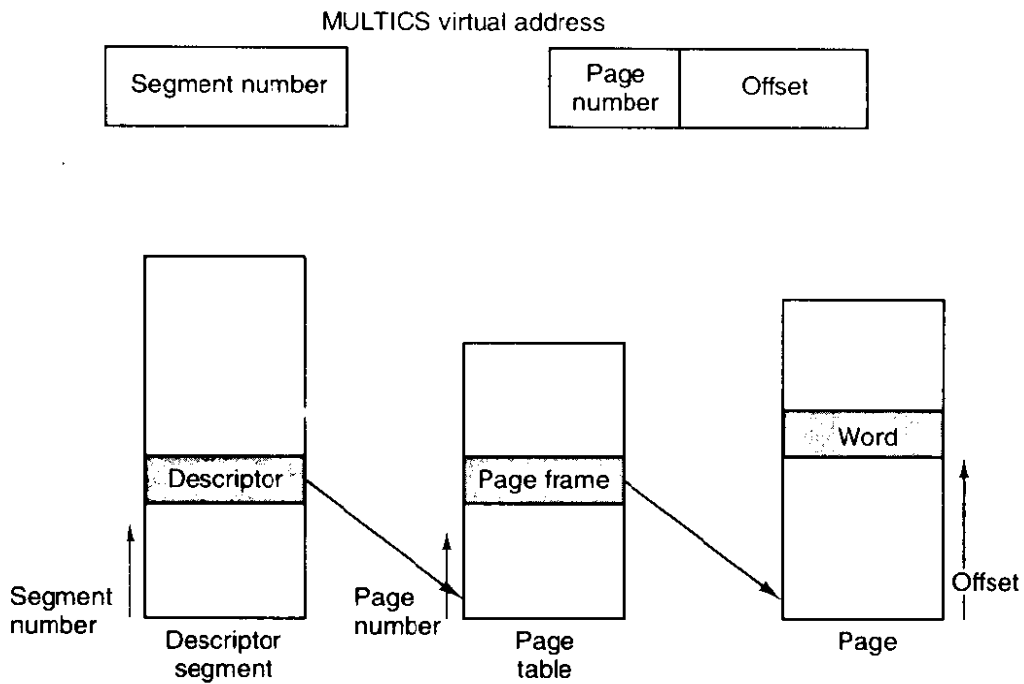 MULTICS virtual address
Segment number
Page
number
Offset
Descriptor
Page frame
Word
Segment
number
Page
number
Offset
Descriptor
segment
Page
table
Page